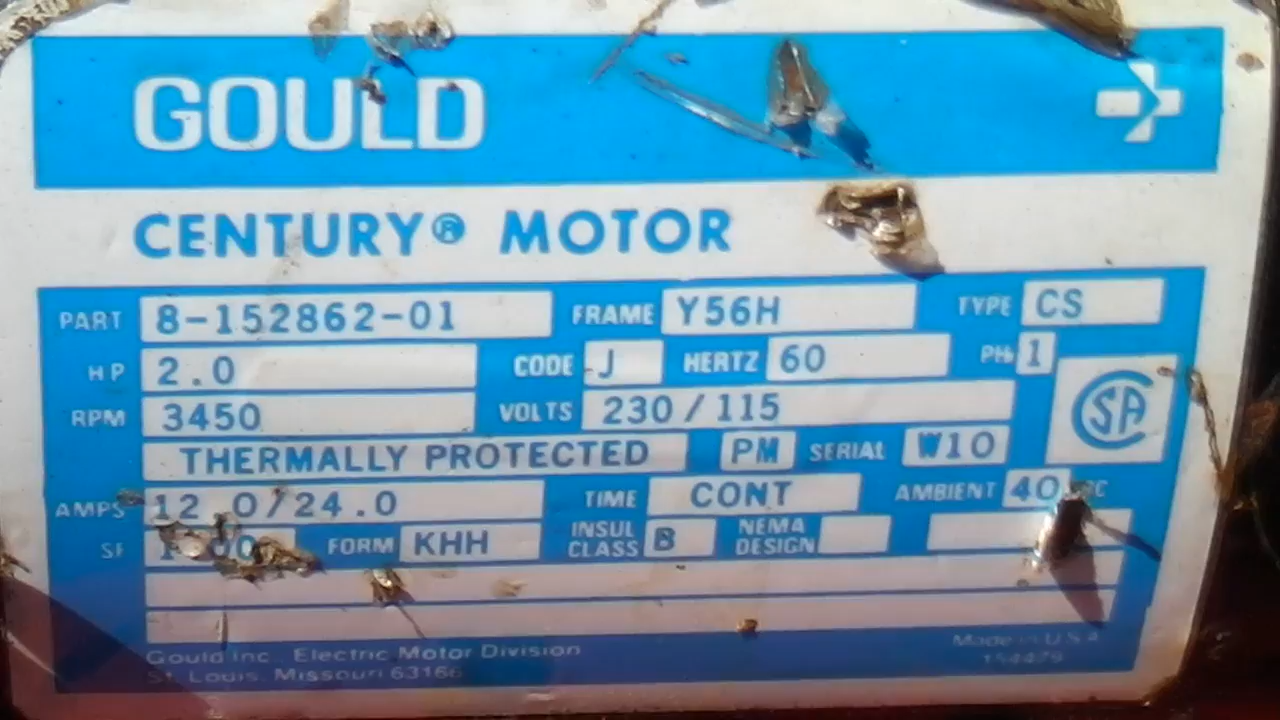 GOULD
CENTURY® MOTOR
PART 8-152862-01 FRAME Y56H TYPE CS
HP 2.0 CODE J HERTZ 60 PH 1
RPM 3450 VOLTS 230/115
CSA
THERMALLY PROTECTED PM SERIAL W10
AMPS 12.0/24.0 TIME CONT AMBIENT 40 °C
SF FORM KHH INSUL CLASS B NEMA DESIGN
Gould Inc. Electric Motor Division
St. Louis, Missouri 63166
Made in U S A